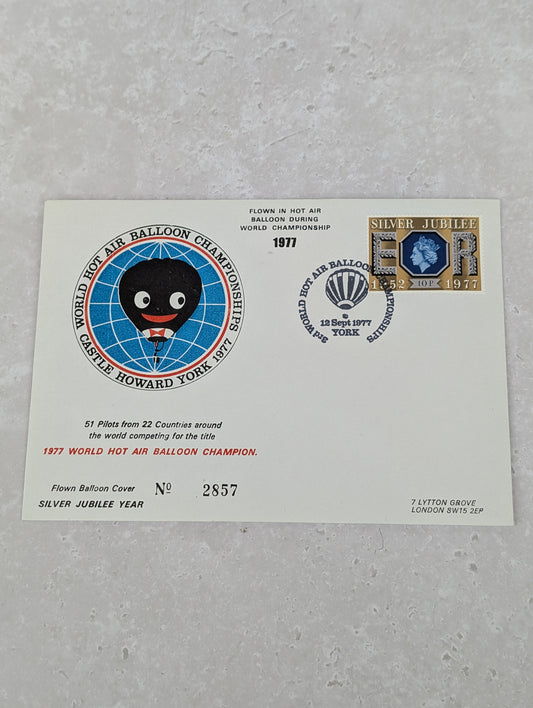 FLOWN IN HOT AIR
BALLOON DURING
WORLD CHAMPIONSHIP
1977
SILVER JUBILEE
E R
1952 10P 1977
WORLD HOT AIR BALLOON CHAMPIONSHIPS
CASTLE HOWARD YORK 1977
3rd WORLD HOT AIR BALLOON CHAMPIONSHIPS
12 Sept 1977
YORK
51 Pilots from 22 Countries around
the world competing for the title
1977 WORLD HOT AIR BALLOON CHAMPION.
Flown Balloon Cover Nº 2857
SILVER JUBILEE YEAR
7 LYTTON GROVE
LONDON SW15 2EP